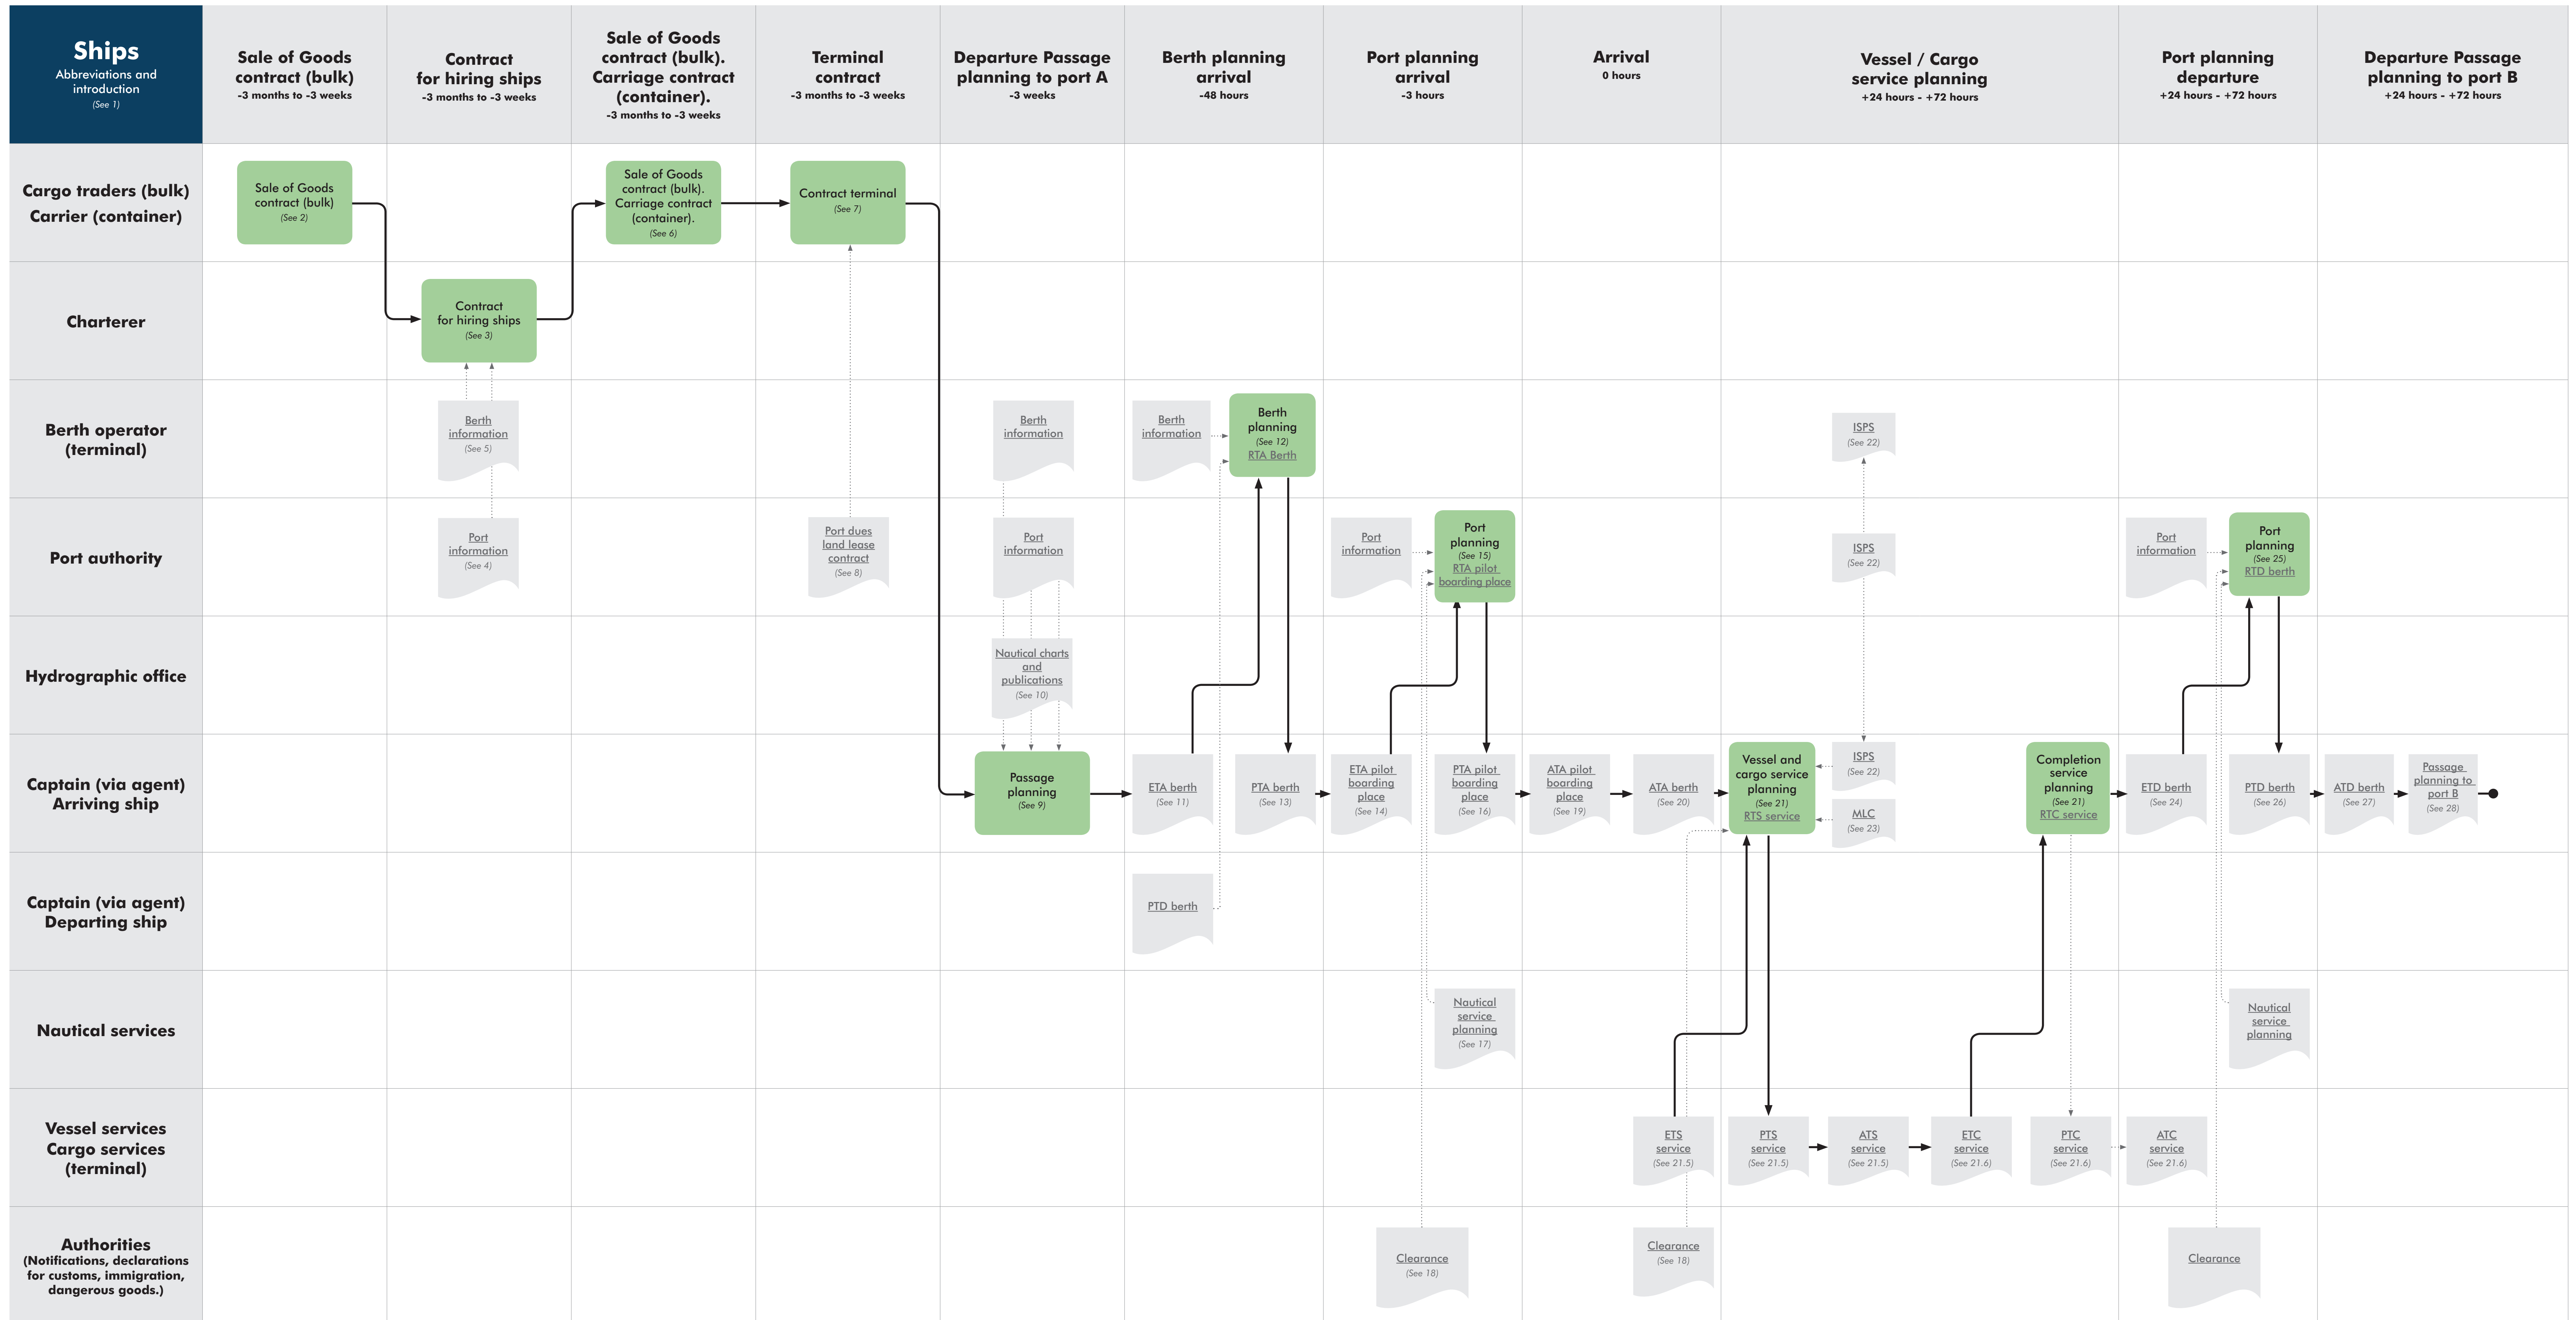 Ships
Abbreviations and
introduction
(See 1)
Sale of Goods
contract (bulk)
-3 months to -3 weeks
Contract
for hiring ships
-3 months to -3 weeks
Sale of Goods
contract (bulk).
Carriage contract
(container).
-3 months to -3 weeks
Terminal
contract
-3 months to -3 weeks
Departure Passage
planning to port A
-3 weeks
Berth planning
arrival
-48 hours
Port planning
arrival
-3 hours
Arrival
0 hours
Vessel / Cargo
service planning
+24 hours - +72 hours
Port planning
departure
+24 hours - +72 hours
Departure Passage
planning to port B
+24 hours - +72 hours
Cargo traders (bulk)
Carrier (container)
Sale of Goods
contract (bulk)
(See 2)
Sale of Goods
contract (bulk).
Carriage contract
(container).
(See 6)
Contract terminal
(See 7)
Charterer
Contract
for hiring ships
(See 3)
Berth operator
(terminal)
Berth
information
(See 5)
Berth
information
Berth
information
Berth
planning
(See 12)
RTA Berth
ISPS
(See 22)
Port authority
Port
information
(See 4)
Port dues
land lease
contract
(See 8)
Port
information
Port
information
Port
planning
(See 15)
RTA pilot
boarding place
ISPS
(See 22)
Port
information
Port
planning
(See 25)
RTD berth
Hydrographic office
Nautical charts
and
publications
(See 10)
Captain (via agent)
Arriving ship
Passage
planning
(See 9)
ETA berth
(See 11)
PTA berth
(See 13)
ETA pilot
boarding
place
(See 14)
PTA pilot
boarding
place
(See 16)
ATA pilot
boarding
place
(See 19)
ATA berth
(See 20)
Vessel and
cargo service
planning
(See 21)
RTS service
ISPS
(See 22)
MLC
(See 23)
Completion
service
planning
(See 21)
RTC service
ETD berth
(See 24)
PTD berth
(See 26)
ATD berth
(See 27)
Passage
planning to
port B
(See 28)
Captain (via agent)
Departing ship
PTD berth
Nautical services
Nautical
service
planning
(See 17)
Nautical
service
planning
Vessel services
Cargo services
(terminal)
ETS
service
(See 21.5)
PTS
service
(See 21.5)
ATS
service
(See 21.5)
ETC
service
(See 21.6)
PTC
service
(See 21.6)
ATC
service
(See 21.6)
Authorities
(Notifications, declarations
for customs, immigration,
dangerous goods.)
Clearance
(See 18)
Clearance
(See 18)
Clearance